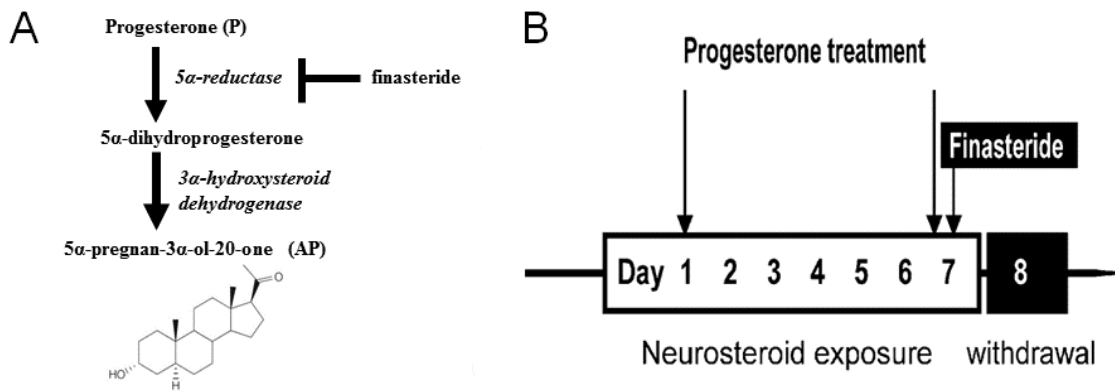 A
Progesterone (P)
5α-reductase
finasteride
5α-dihydroprogesterone
3α-hydroxysteroid
dehydrogenase
5α-pregnan-3α-ol-20-one (AP)
O
HO
H
B
Progesterone treatment
Finasteride
Day 1 2 3 4 5 6 7 8
Neurosteroid exposure withdrawal